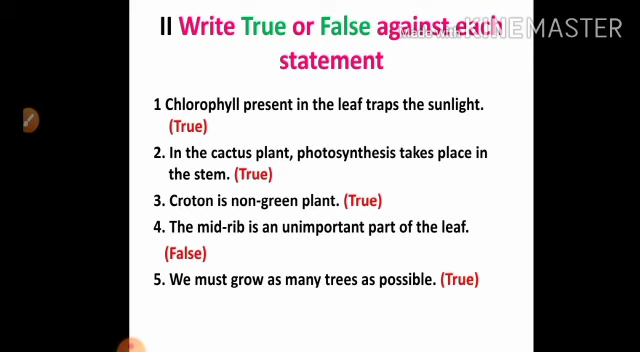 II Write True or False against each
Made with KINEMASTER
statement
1 Chlorophyll present in the leaf traps the sunlight.
(True)
2. In the cactus plant, photosynthesis takes place in
the stem. (True)
3. Croton is non-green plant. (True)
4. The mid-rib is an unimportant part of the leaf.
(False)
5. We must grow as many trees as possible. (True)